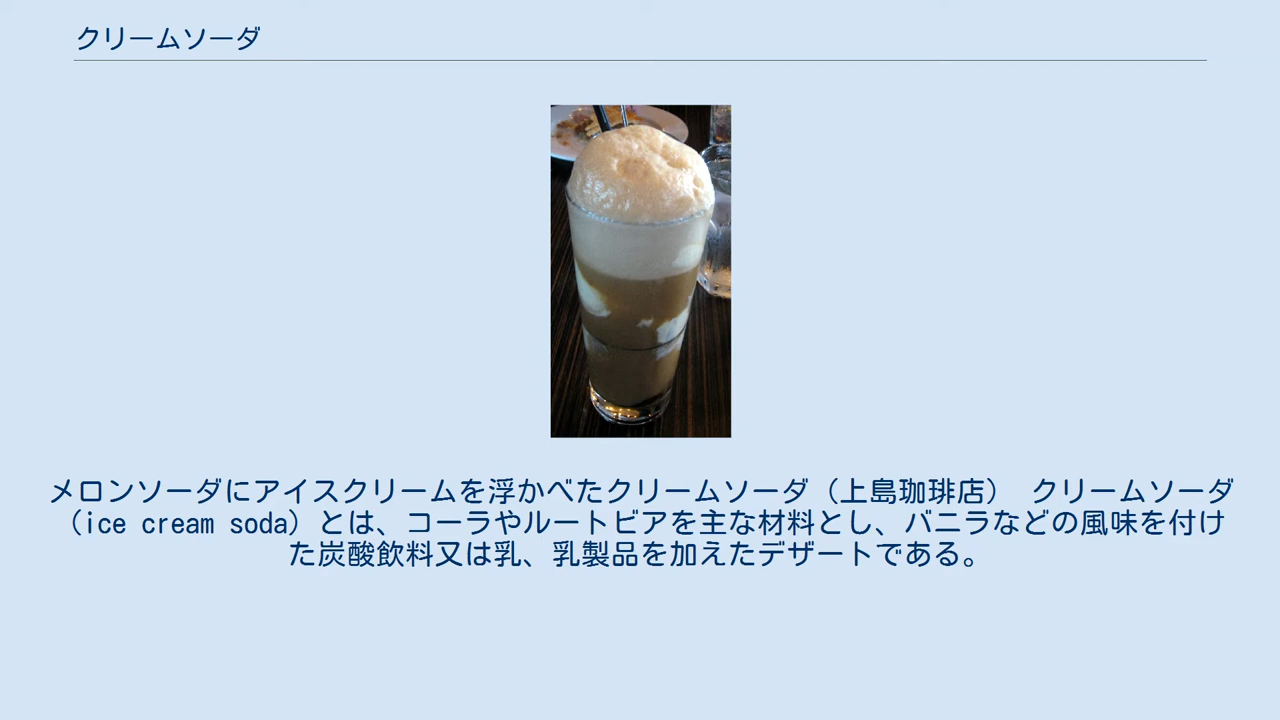 クリームソーダ
メロンソーダにアイスクリームを浮かべたクリームソーダ（上島珈琲店） クリームソーダ
（ice cream soda）とは、コーラやルートビアを主な材料とし、バニラなどの風味を付け
た炭酸飲料又は乳、乳製品を加えたデザートである。